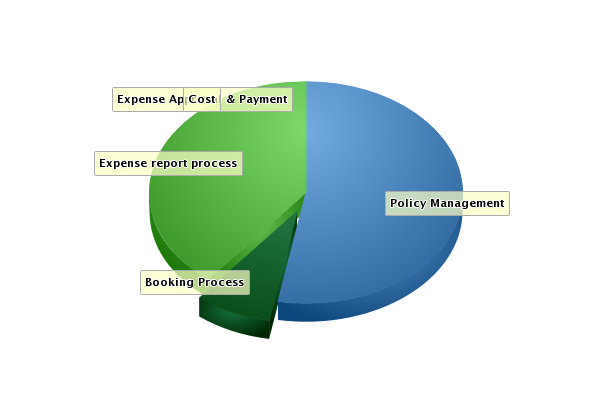 Expense Ap
Cost
& Payment
Expense report process
Policy Management
Booking Process